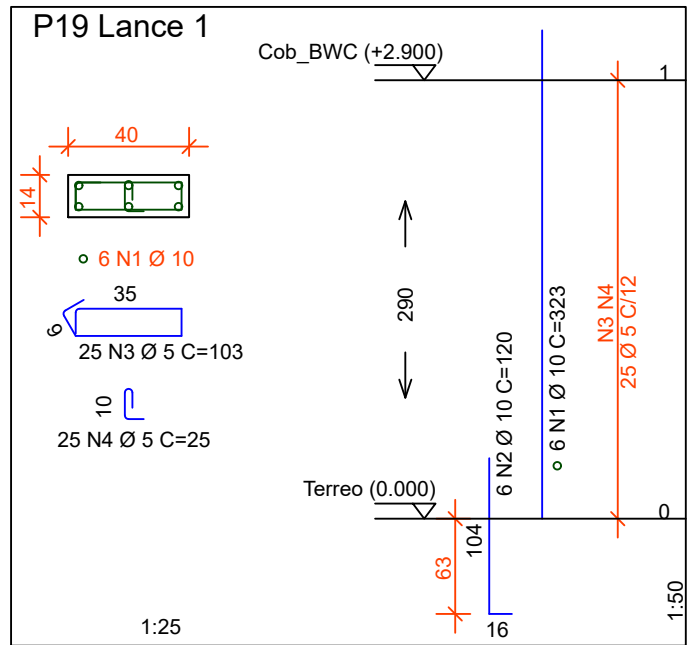 P19 Lance 1
Cob_BWC (+2.900)
1
40
14
6 N1 Ø 10
35
9
25 N3 Ø 5 C=103
10
25 N4 Ø 5 C=25
290
6 N2 Ø 10 C=120
6 N1 Ø 10 C=323
N3 N4
25 Ø 5 C/12
Terreo (0.000)
0
104
63
16
1:25
1:50